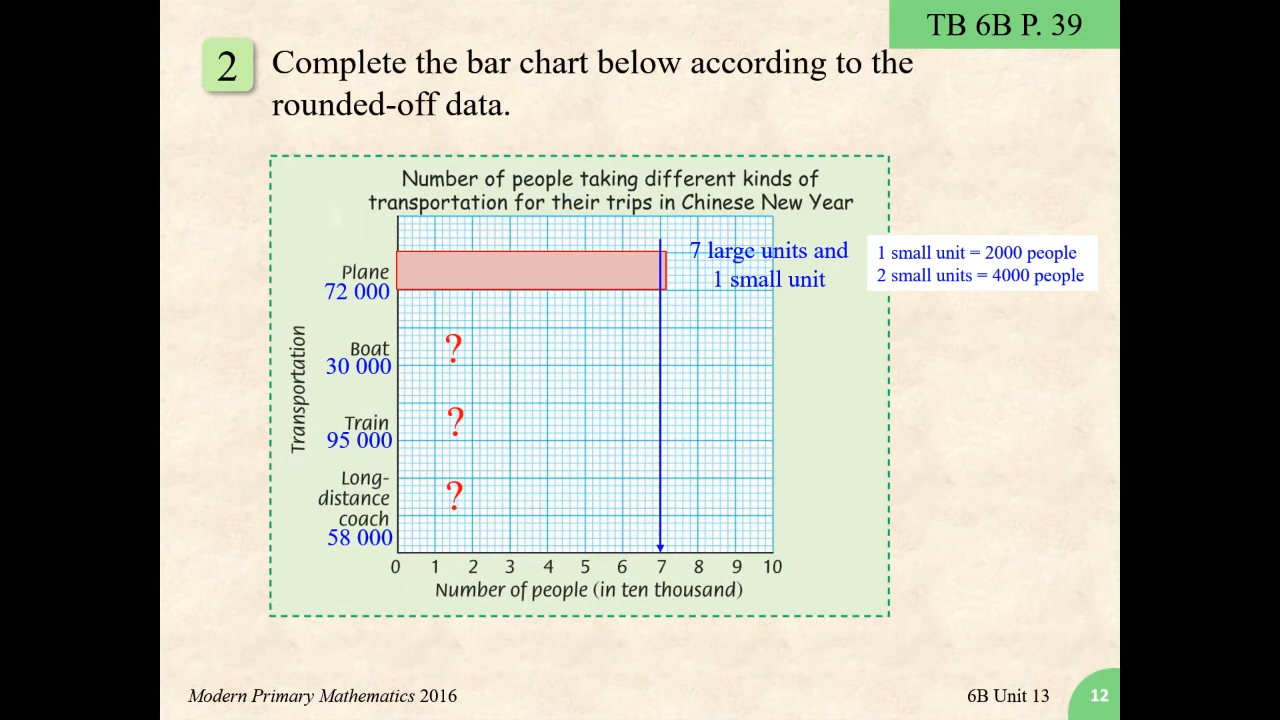 TB 6B P. 39
2
Complete the bar chart below according to the
rounded-off data.
Number of people taking different kinds of
transportation for their trips in Chinese New Year
7 large units and
1 small unit
1 small unit = 2000 people
2 small units = 4000 people
Transportation
Plane
72 000
Boat
30 000
?
Train
95 000
?
Long-
distance
coach
58 000
?
0 1 2 3 4 5 6 7 8 9 10
Number of people (in ten thousand)
Modern Primary Mathematics 2016
6B Unit 13
12